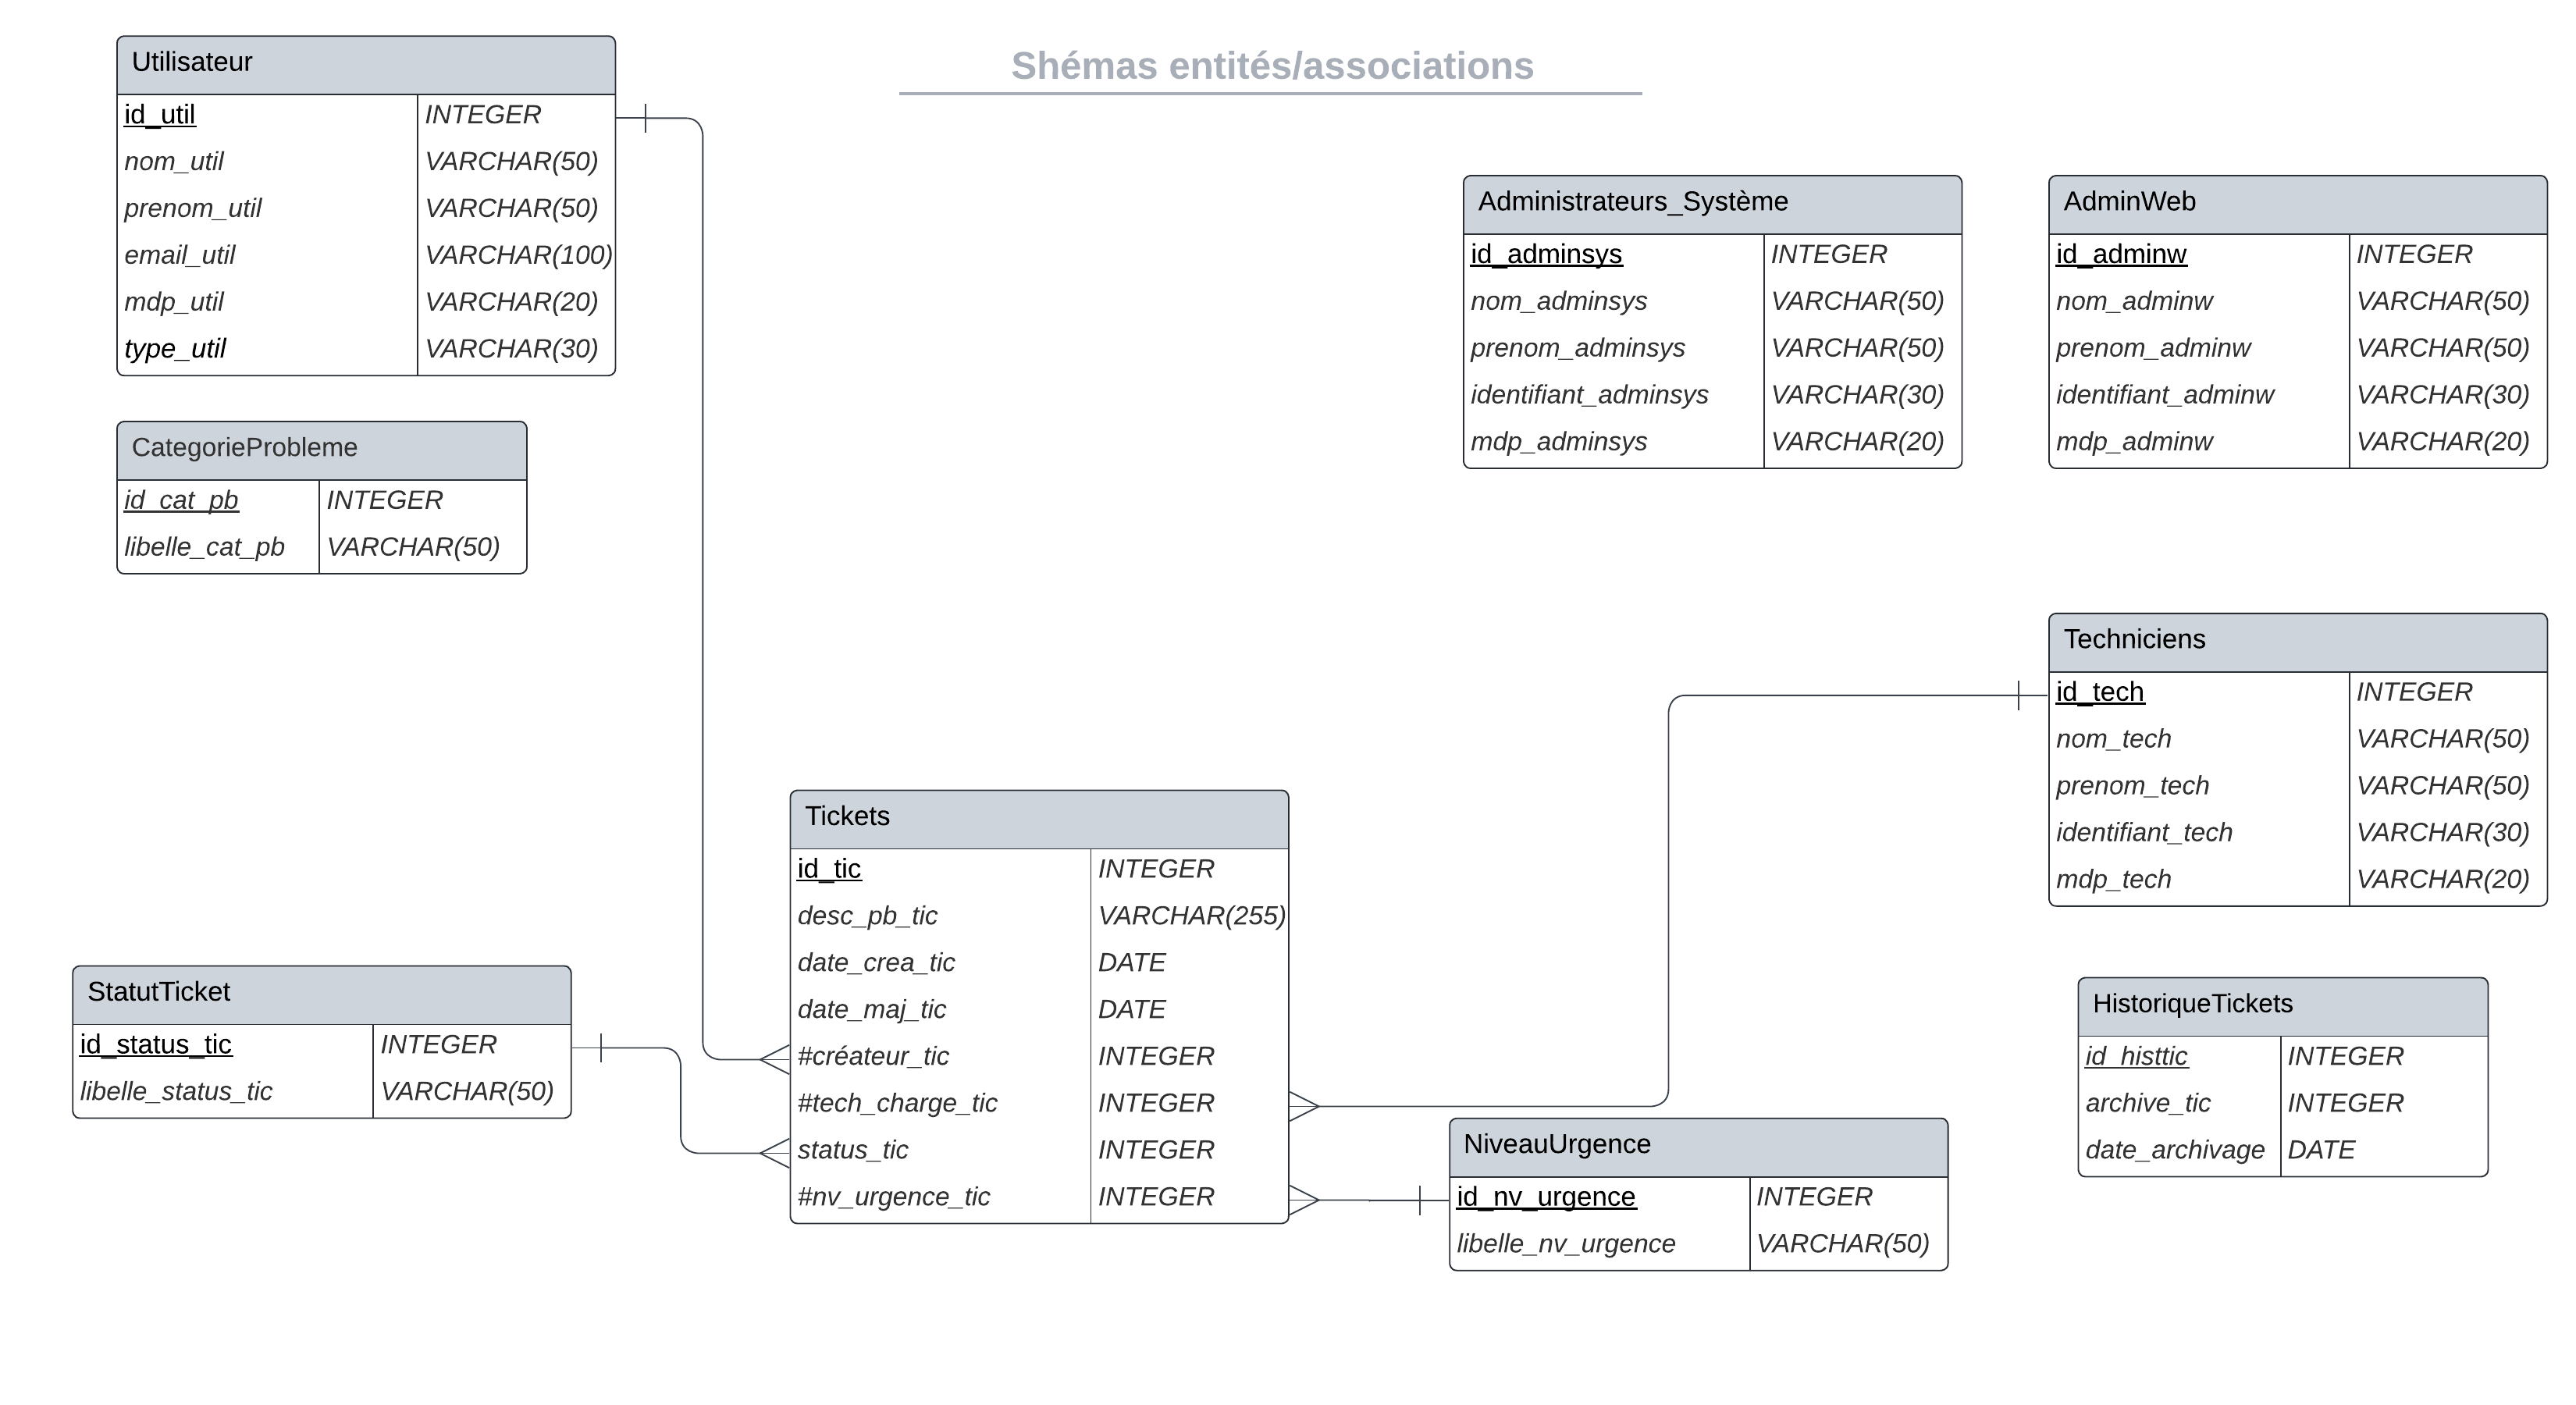 Shémas entités/associations
Utilisateur
id_util INTEGER
nom_util VARCHAR(50)
prenom_util VARCHAR(50)
email_util VARCHAR(100)
mdp_util VARCHAR(20)
type_util VARCHAR(30)
CategorieProbleme
id_cat_pb INTEGER
libelle_cat_pb VARCHAR(50)
Administrateurs_Système
id_adminsys INTEGER
nom_adminsys VARCHAR(50)
prenom_adminsys VARCHAR(50)
identifiant_adminsys VARCHAR(30)
mdp_adminsys VARCHAR(20)
AdminWeb
id_adminw INTEGER
nom_adminw VARCHAR(50)
prenom_adminw VARCHAR(50)
identifiant_adminw VARCHAR(30)
mdp_adminw VARCHAR(20)
Techniciens
id_tech INTEGER
nom_tech VARCHAR(50)
prenom_tech VARCHAR(50)
identifiant_tech VARCHAR(30)
mdp_tech VARCHAR(20)
Tickets
id_tic INTEGER
desc_pb_tic VARCHAR(255)
date_crea_tic DATE
date_maj_tic DATE
#créateur_tic INTEGER
#tech_charge_tic INTEGER
status_tic INTEGER
#nv_urgence_tic INTEGER
StatutTicket
id_status_tic INTEGER
libelle_status_tic VARCHAR(50)
NiveauUrgence
id_nv_urgence INTEGER
libelle_nv_urgence VARCHAR(50)
HistoriqueTickets
id_histtic INTEGER
archive_tic INTEGER
date_archivage DATE